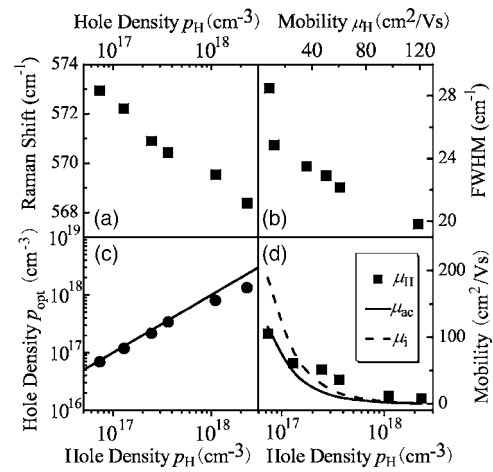 Hole Density pH (cm-3)
Mobility μH(cm2/Vs)
10^17 10^18
0 40 80 120
574
572
570
568
Raman Shift (cm-1)
(a)
(b)
28
24
20
FWHM (cm-1)
10^19
10^18
10^17
10^16
Hole Density popt (cm-3)
(c)
(d)
μH
μac
μi
200
100
0
Mobility (cm2/Vs)
10^17 10^18
10^17 10^18
Hole Density pH(cm-3)
Hole Density pH(cm-3)